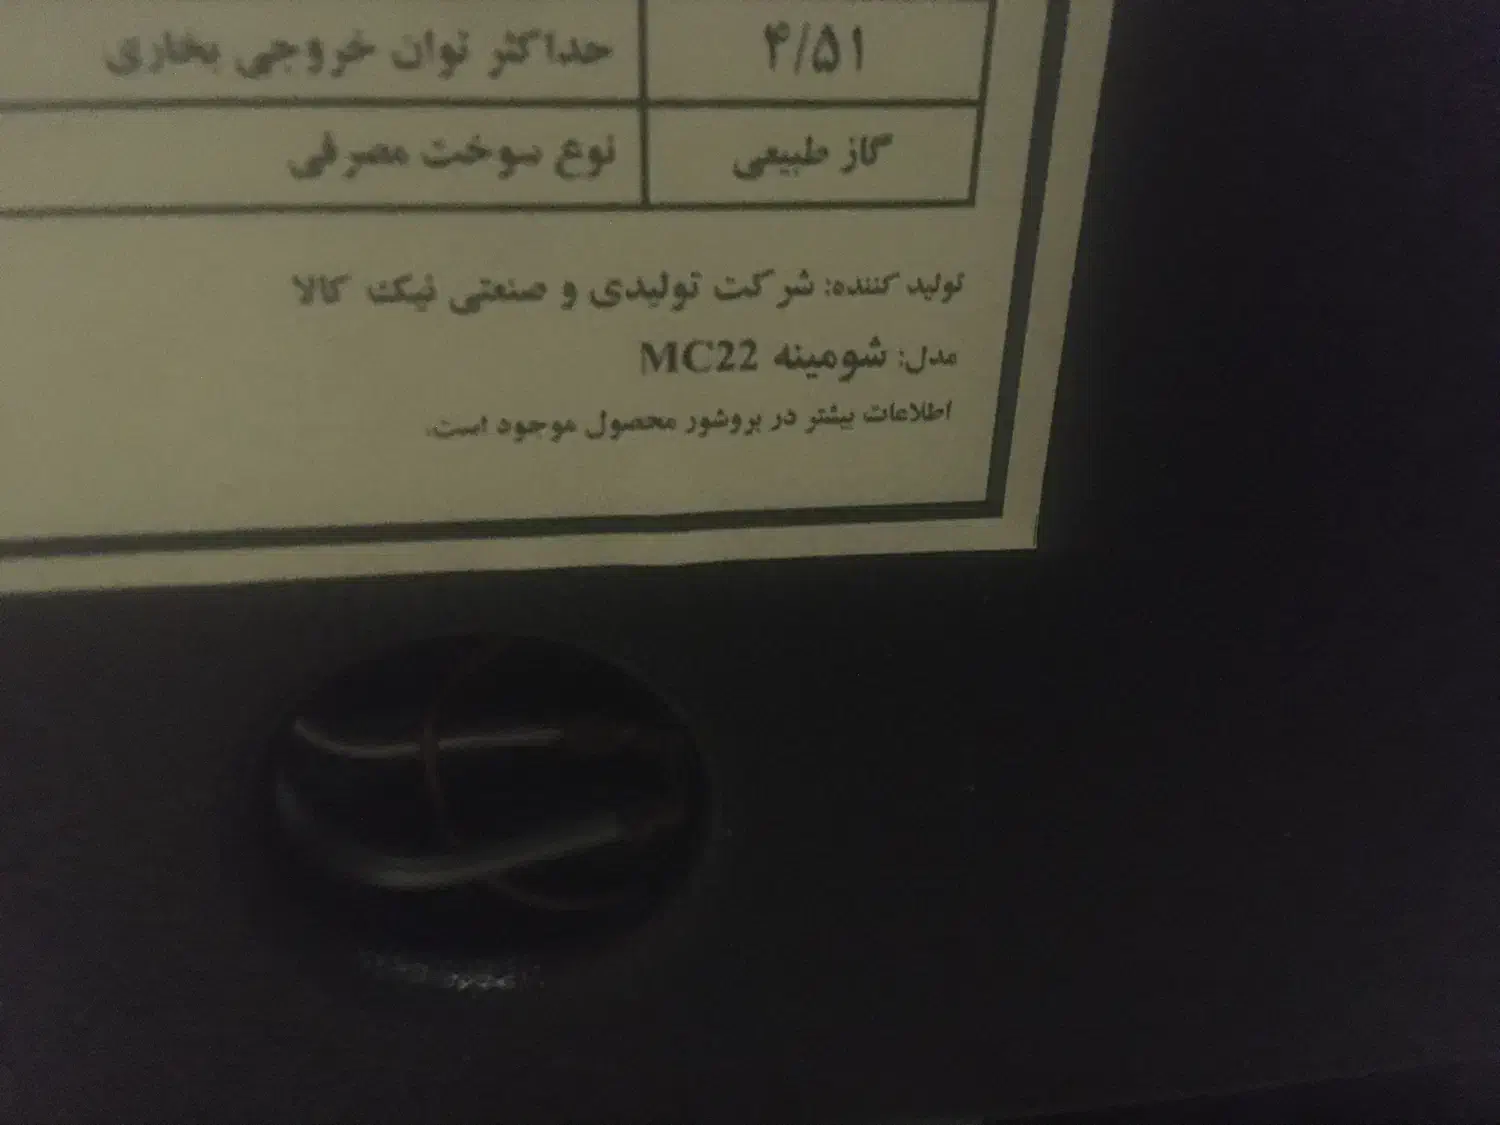 حداکثر توان خروجی بخاری ۴/۵۱
نوع سوخت مصرفی گاز طبیعی
تولید کننده: شرکت تولیدی و صنعتی نیک کالا
مدل: شومینه MC22
اطلاعات بیشتر در بروشور محصول موجود است.